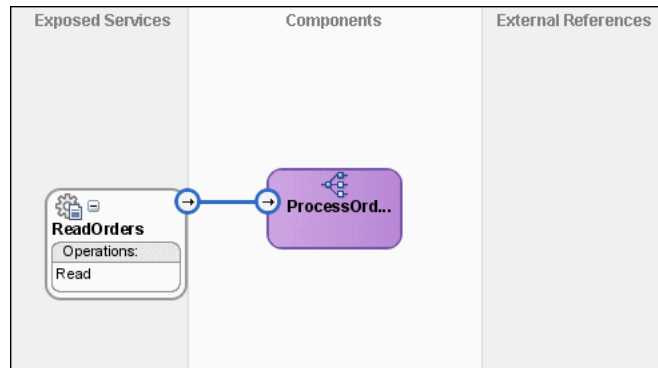 Exposed Services
Components
External References
ReadOrders
Operations:
Read
ProcessOrd...